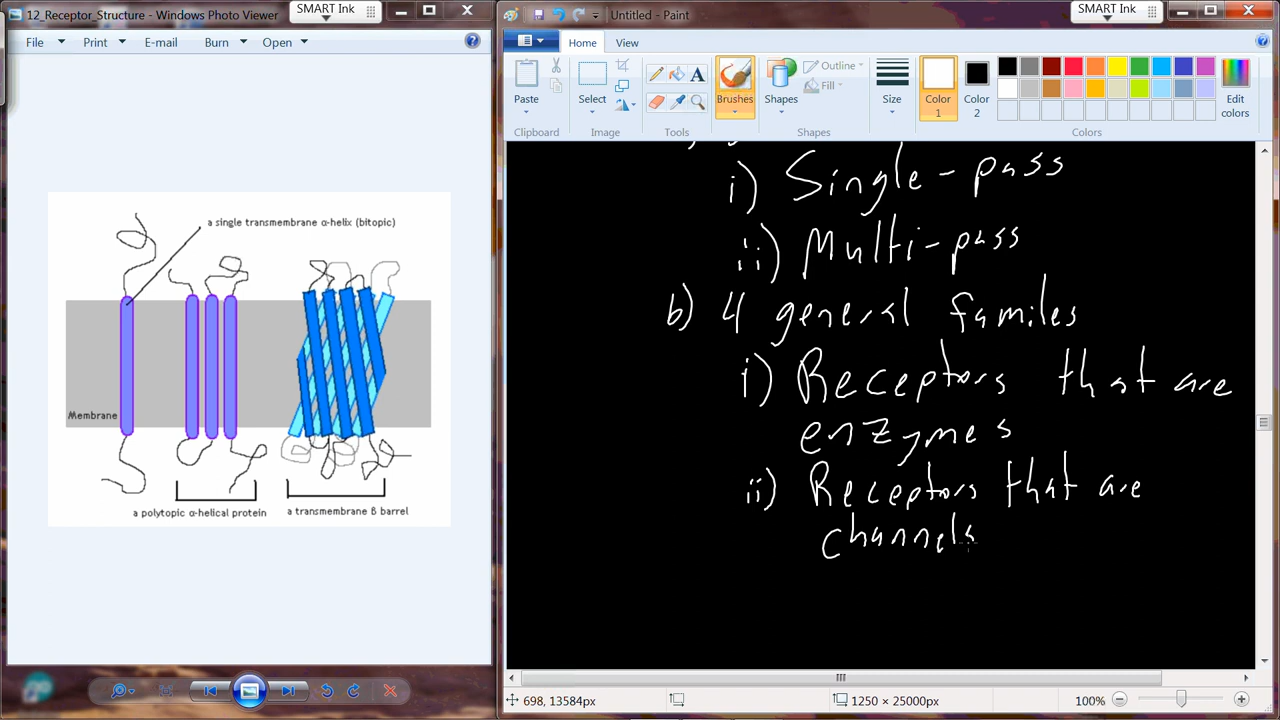 12_Receptor_Structure - Windows Photo Viewer
SMART Ink
File Print E-mail Burn Open
a single transmembrane α-helix (bitopic)
Membrane
a polytopic α-helical protein
a transmembrane β barrel
Untitled - Paint
SMART Ink
Home View
Paste
Select
Brushes
Shapes
Outline
Fill
Size
Color 1
Color 2
Edit colors
Clipboard Image Tools Shapes Colors
i) Single-pass
ii) Multi-pass
b) 4 general familes
i) Receptors that are
enzymes
ii) Receptors that are
channels
698, 13584px
1250 × 25000px
100%